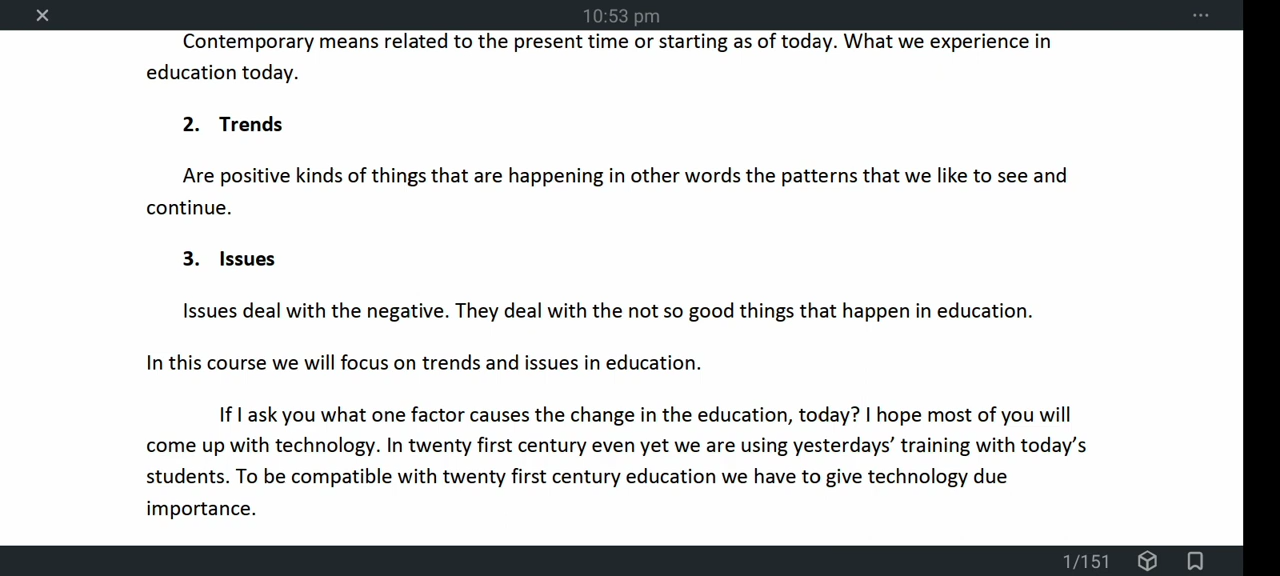 10:53 pm
Contemporary means related to the present time or starting as of today. What we experience in
education today.
2. Trends
Are positive kinds of things that are happening in other words the patterns that we like to see and
continue.
3. Issues
Issues deal with the negative. They deal with the not so good things that happen in education.
In this course we will focus on trends and issues in education.
If I ask you what one factor causes the change in the education, today? I hope most of you will
come up with technology. In twenty first century even yet we are using yesterdays’ training with today’s
students. To be compatible with twenty first century education we have to give technology due
importance.
1/151